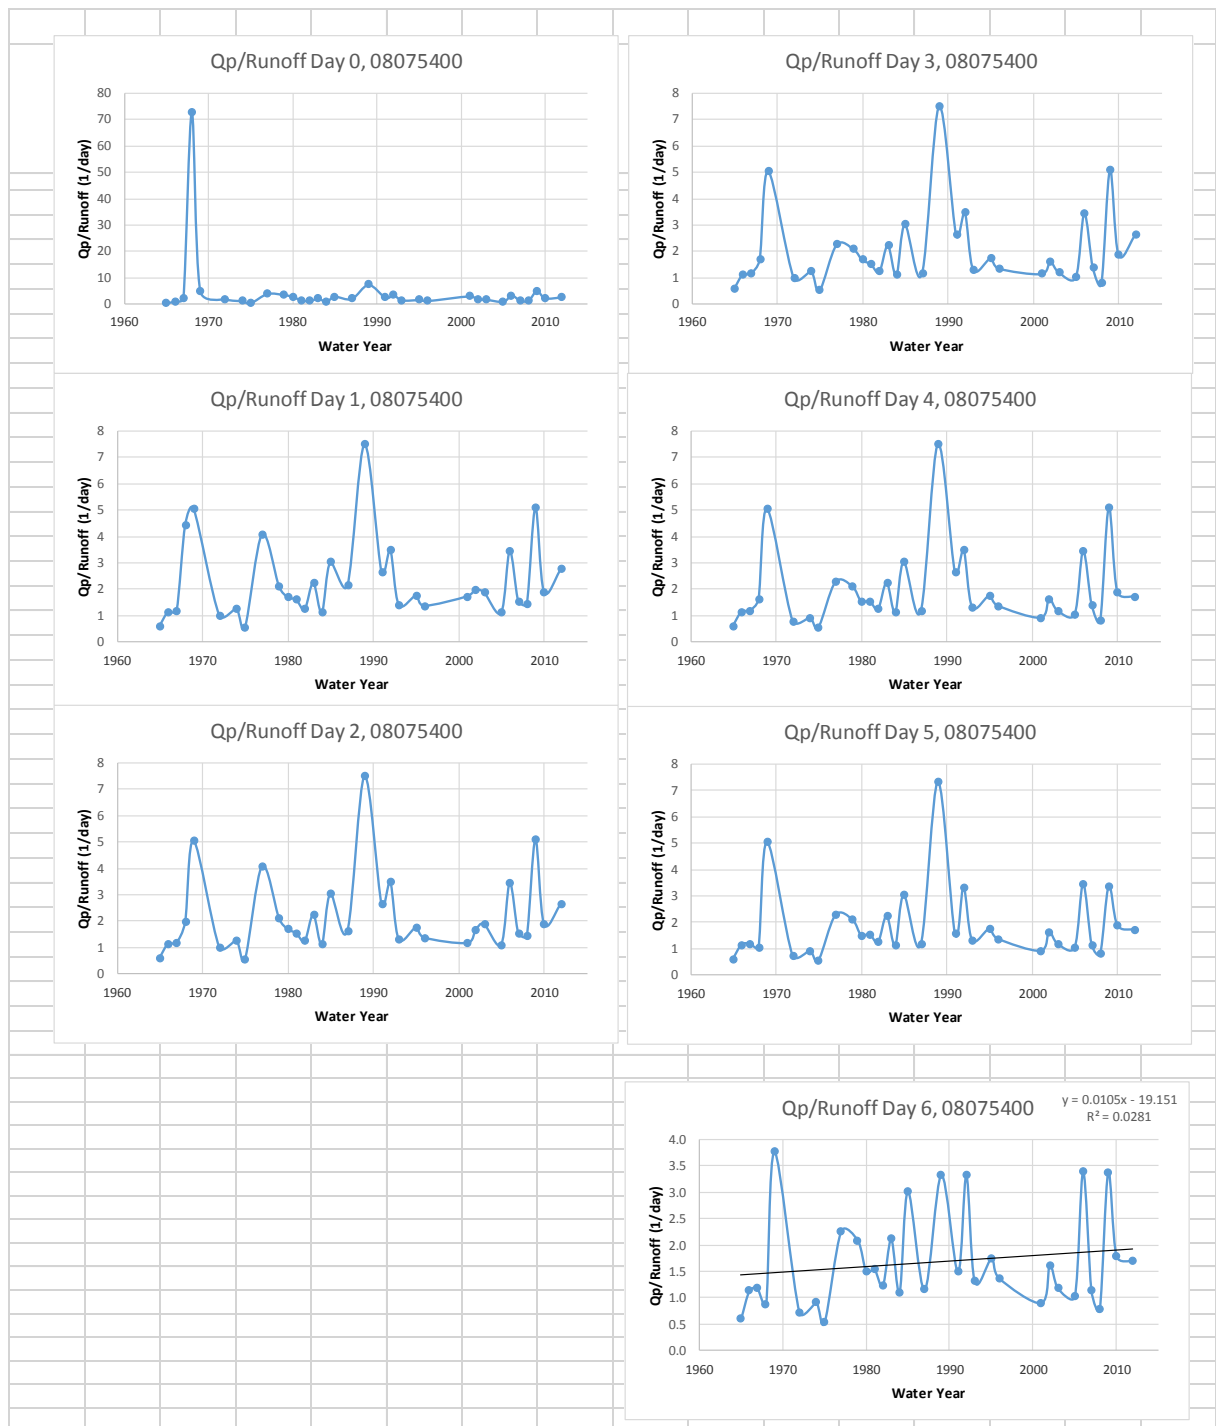 Qp/Runoff Day 0, 08075400
80
70
60
50
40
30
20
10
0
Qp/Runoff (1/day)
1960 1970 1980 1990 2000 2010
Water Year
Qp/Runoff Day 3, 08075400
8
7
6
5
4
3
2
1
0
Qp/Runoff (1/day)
1960 1970 1980 1990 2000 2010
Water Year
Qp/Runoff Day 1, 08075400
8
7
6
5
4
3
2
1
0
Qp/Runoff (1/day)
1960 1970 1980 1990 2000 2010
Water Year
Qp/Runoff Day 4, 08075400
8
7
6
5
4
3
2
1
0
Qp/Runoff (1/day)
1960 1970 1980 1990 2000 2010
Water Year
Qp/Runoff Day 2, 08075400
8
7
6
5
4
3
2
1
0
Qp/Runoff (1/day)
1960 1970 1980 1990 2000 2010
Water Year
Qp/Runoff Day 5, 08075400
8
7
6
5
4
3
2
1
0
Qp/Runoff (1/day)
1960 1970 1980 1990 2000 2010
Water Year
Qp/Runoff Day 6, 08075400
y = 0.0105x - 19.151
R² = 0.0281
4.0
3.5
3.0
2.5
2.0
1.5
1.0
0.5
0.0
Qp/Runoff (1/day)
1960 1970 1980 1990 2000 2010
Water Year